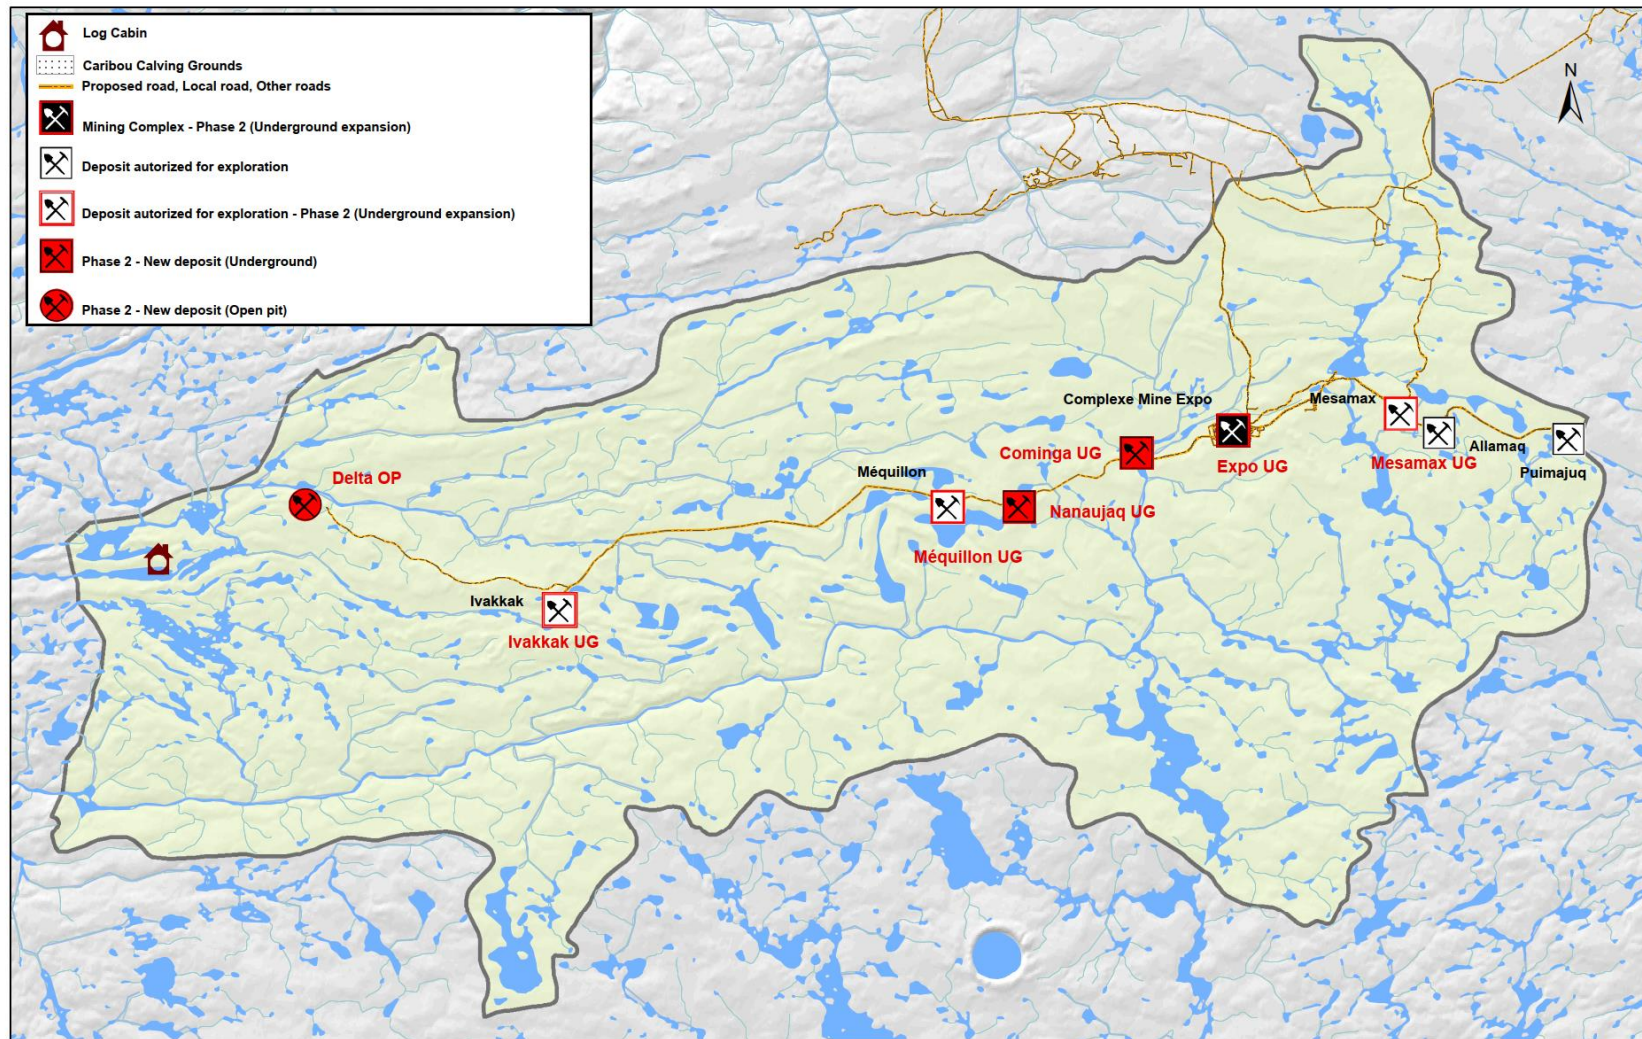 Log Cabin
Caribou Calving Grounds
Proposed road, Local road, Other roads
Mining Complex - Phase 2 (Underground expansion)
Deposit autorized for exploration
Deposit autorized for exploration - Phase 2 (Underground expansion)
Phase 2 - New deposit (Underground)
Phase 2 - New deposit (Open pit)
N
Complexe Mine Expo
Mesamax
Cominga UG
Expo UG
Mesamax UG
Allamaq
Puimajuq
Méquillon
Delta OP
Nanaujaq UG
Méquillon UG
Ivakkak
Ivakkak UG